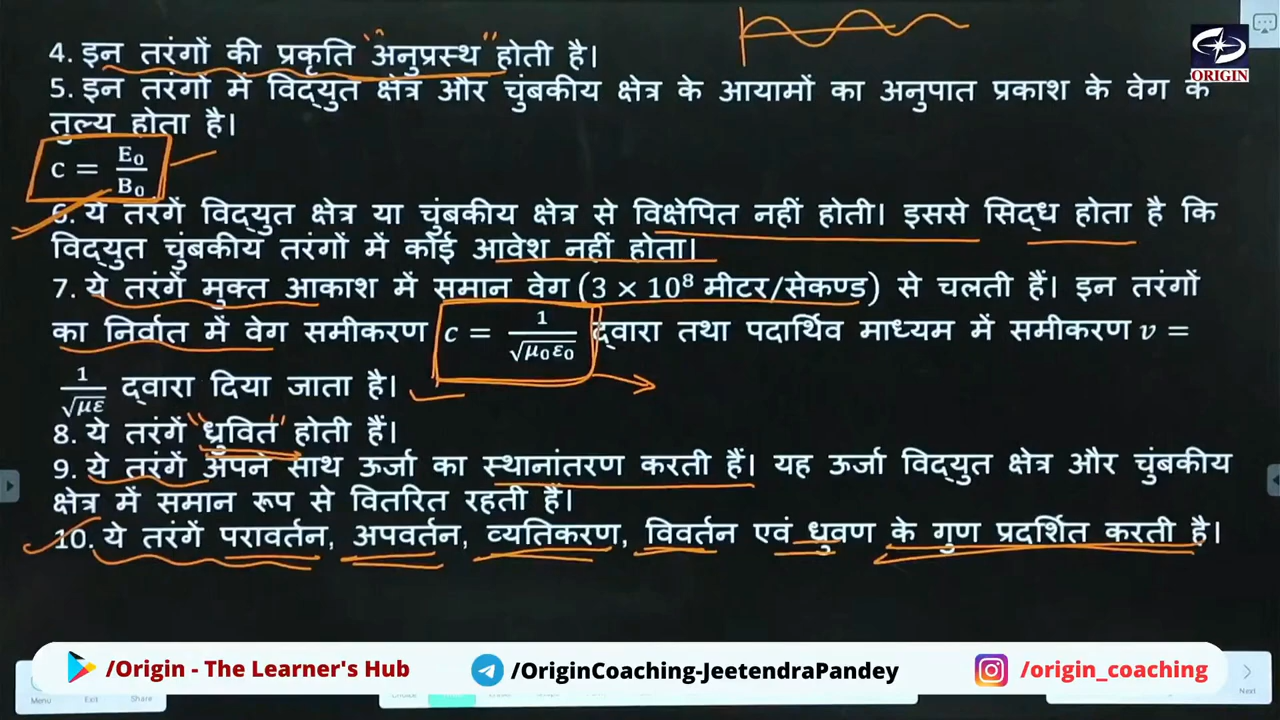 4. इन तरंगों की प्रकृति "अनुप्रस्थ" होती है।
5. इन तरंगों में विद्युत क्षेत्र और चुंबकीय क्षेत्र के आयामों का अनुपात प्रकाश के वेग के
तुल्य होता है।
c = E₀/B₀
6. ये तरंगें विद्युत क्षेत्र या चुंबकीय क्षेत्र से विक्षेपित नहीं होती। इससे सिद्ध होता है कि
विद्युत चुंबकीय तरंगों में कोई आवेश नहीं होता।
7. ये तरंगें मुक्त आकाश में समान वेग (3 × 10⁸ मीटर/सेकण्ड) से चलती हैं। इन तरंगों
का निर्वात में वेग समीकरण c = 1/√μ₀ε₀ द्वारा तथा पदार्थिव माध्यम में समीकरण v =
1/√με द्वारा दिया जाता है।
8. ये तरंगें "ध्रुवित" होती हैं।
9. ये तरंगें अपने साथ ऊर्जा का स्थानांतरण करती हैं। यह ऊर्जा विद्युत क्षेत्र और चुंबकीय
क्षेत्र में समान रूप से वितरित रहती है।
10. ये तरंगें परावर्तन, अपवर्तन, व्यतिकरण, विवर्तन एवं ध्रुवण के गुण प्रदर्शित करती है।
ORIGIN
/Origin - The Learner's Hub
/OriginCoaching-JeetendraPandey
/origin_coaching
Menu
Exit
Share
Next